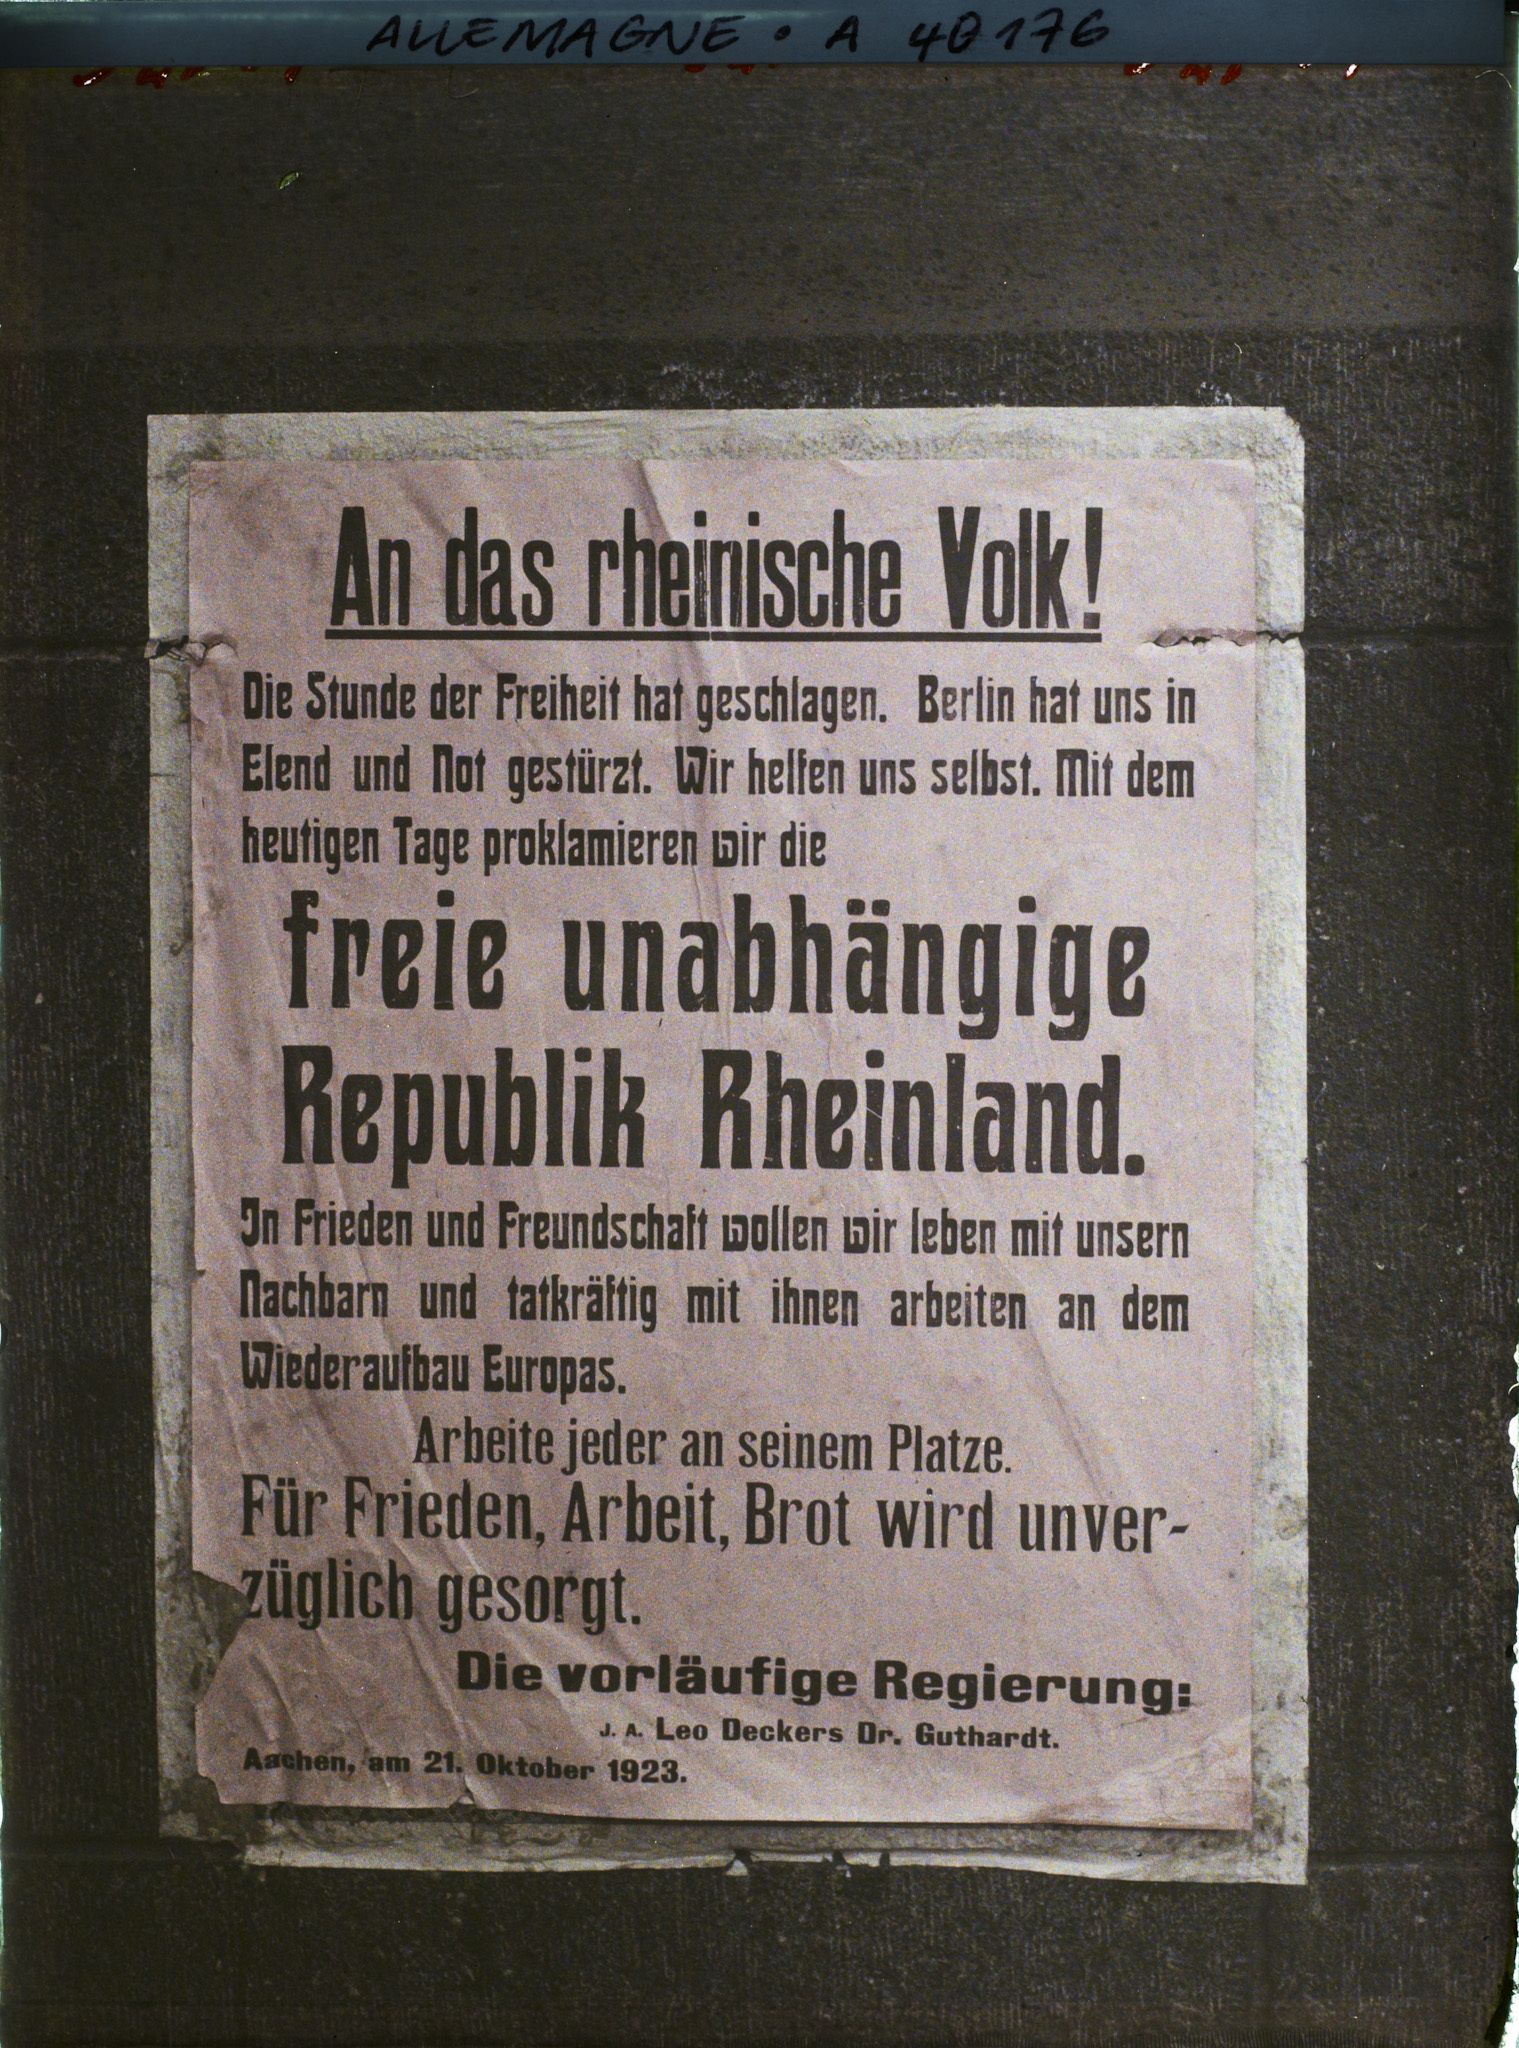 ALLEMAGNE • A 40176
An das rheinische Volk!
Die Stunde der Freiheit hat geschlagen. Berlin hat uns in
Elend und Not gestürzt. Wir helfen uns selbst. Mit dem
heutigen Tage proklamieren wir die
freie unabhängige
Republik Rheinland.
In Frieden und Freundschaft wollen wir leben mit unsern
Nachbarn und tatkräftig mit ihnen arbeiten an dem
Wiederaufbau Europas.
Arbeite jeder an seinem Platze.
Für Frieden, Arbeit, Brot wird unver-
züglich gesorgt.
Die vorläufige Regierung:
J. A. Leo Deckers Dr. Guthardt.
Aachen, am 21. Oktober 1923.